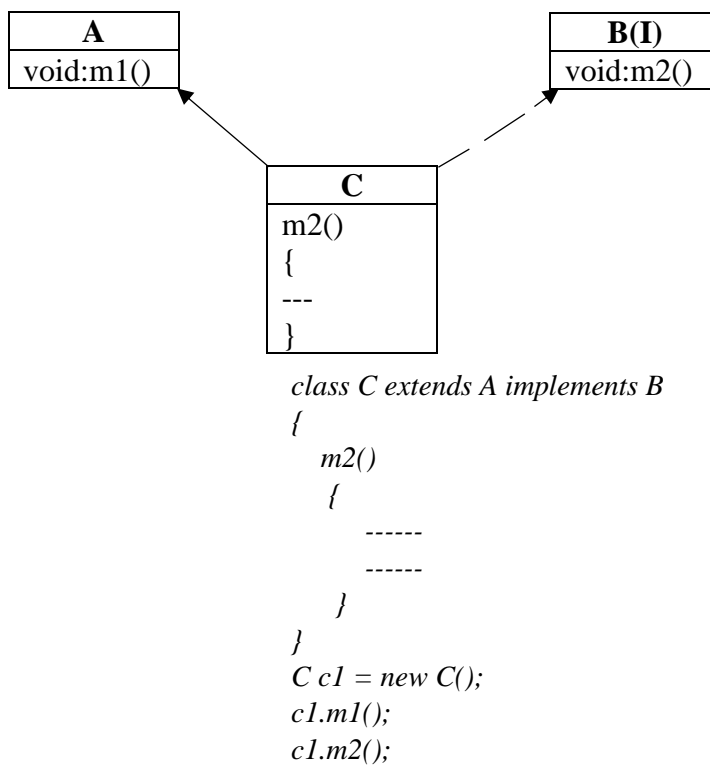 A
void:m1()
B(I)
void:m2()
C
m2()
{
---
}
class C extends A implements B
{
m2()
{
------
------
}
}
C c1 = new C();
c1.m1();
c1.m2();